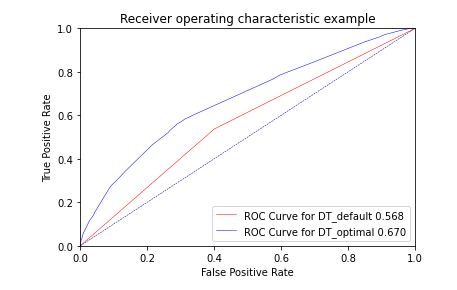 Receiver operating characteristic example
1.0
0.8
0.6
0.4
0.2
0.0
True Positive Rate
ROC Curve for DT_default 0.568
ROC Curve for DT_optimal 0.670
0.0 0.2 0.4 0.6 0.8 1.0
False Positive Rate